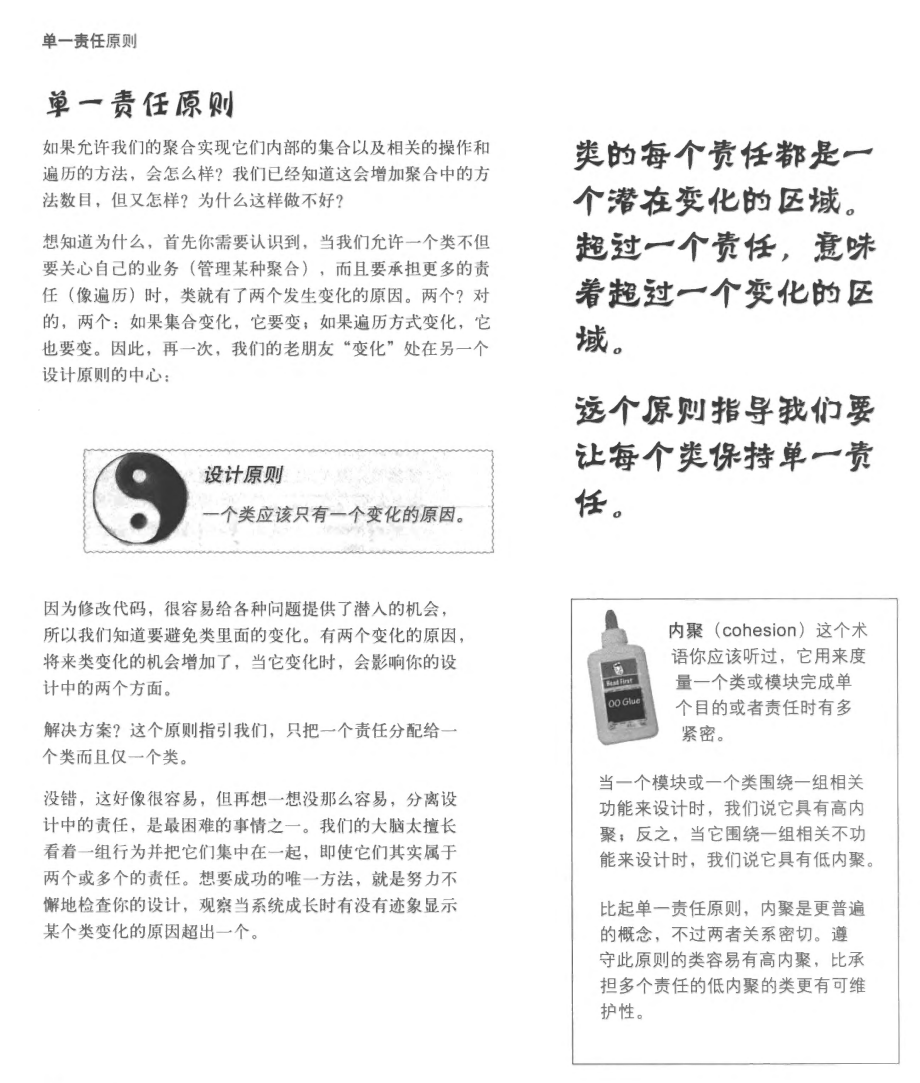 单一责任原则
单一责任原则
如果允许我们的聚合实现它们内部的集合以及相关的操作和
遍历的方法，会怎么样？我们已经知道这会增加聚合中的方
法数目，但又怎样？为什么这样做不好？
想知道为什么，首先你需要认识到，当我们允许一个类不但
要关心自己的业务（管理某种聚合），而且要承担更多的责
任（像遍历）时，类就有了两个发生变化的原因。两个？对
的，两个：如果集合变化，它要变；如果遍历方式变化，它
也要变。因此，再一次，我们的老朋友“变化”处在另一个
设计原则的中心：
设计原则
一个类应该只有一个变化的原因。
因为修改代码，很容易给各种问题提供了潜入的机会，
所以我们知道要避免类里面的变化。有两个变化的原因，
将来类变化的机会增加了，当它变化时，会影响你的设
计中的两个方面。
解决方案？这个原则指引我们，只把一个责任分配给一
个类而且仅一个类。
没错，这好像很容易，但再想一想没那么容易，分离设
计中的责任，是最困难的事情之一。我们的大脑太擅长
看着一组行为并把它们集中在一起，即使它们其实属于
两个或多个的责任。想要成功的唯一方法，就是努力不
懈地检查你的设计，观察当系统成长时有没有迹象显示
某个类变化的原因超出一个。
类的每个责任都是一
个潜在变化的区域。
超过一个责任，意味
着超过一个变化的区
域。
这个原则指导我们要
让每个类保持单一责
任。
Head First
OO Glue
内聚（cohesion）这个术
语你应该听过，它用来度
量一个类或模块完成单
个目的或者责任时有多
紧密。
当一个模块或一个类围绕一组相关
功能来设计时，我们说它具有高内
聚；反之，当它围绕一组相关不功
能来设计时，我们说它具有低内聚。
比起单一责任原则，内聚是更普遍
的概念，不过两者关系密切。遵
守此原则的类容易有高内聚，比承
担多个责任的低内聚的类更有可维
护性。